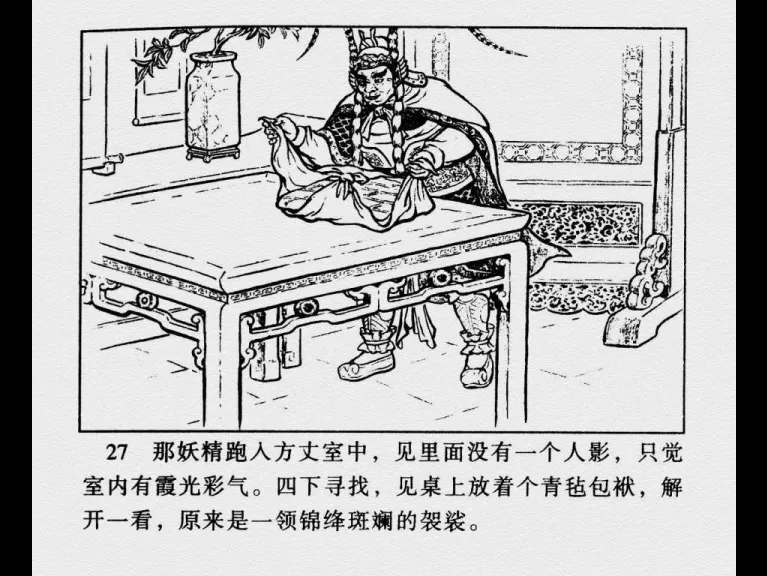 27 那妖精跑入方丈室中，见里面没有一个人影，只觉
室内有霞光彩气。四下寻找，见桌上放着个青毡包袱，解
开一看，原来是一领锦绛斑斓的袈裟。